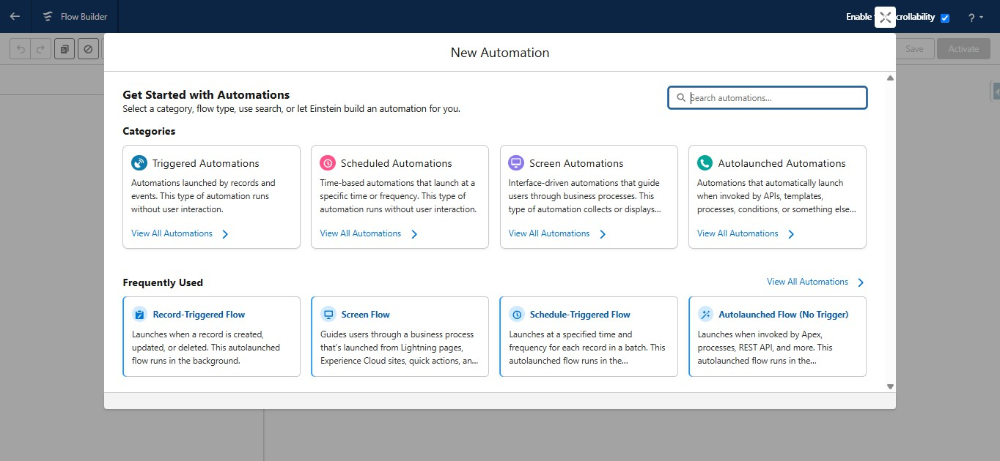 Flow Builder
Enable
crollability
?
Save
Activate
New Automation
Get Started with Automations
Select a category, flow type, use search, or let Einstein build an automation for you.
Search automations...
Categories
Triggered Automations
Automations launched by records and
events. This type of automation runs
without user interaction.
View All Automations
Scheduled Automations
Time-based automations that launch at a
specific time or frequency. This type of
automation runs without user interaction.
View All Automations
Screen Automations
Interface-driven automations that guide
users through business processes. This
type of automation collects or displays...
View All Automations
Autolaunched Automations
Automations that automatically launch
when invoked by APIs, templates,
processes, conditions, or something else...
View All Automations
Frequently Used
View All Automations
Record-Triggered Flow
Launches when a record is created,
updated, or deleted. This autolaunched
flow runs in the background.
Screen Flow
Guides users through a business process
that's launched from Lightning pages,
Experience Cloud sites, quick actions, an...
Schedule-Triggered Flow
Launches at a specified time and
frequency for each record in a batch. This
autolaunched flow runs in the...
Autolaunched Flow (No Trigger)
Launches when invoked by Apex,
processes, REST API, and more. This
autolaunched flow runs in the...